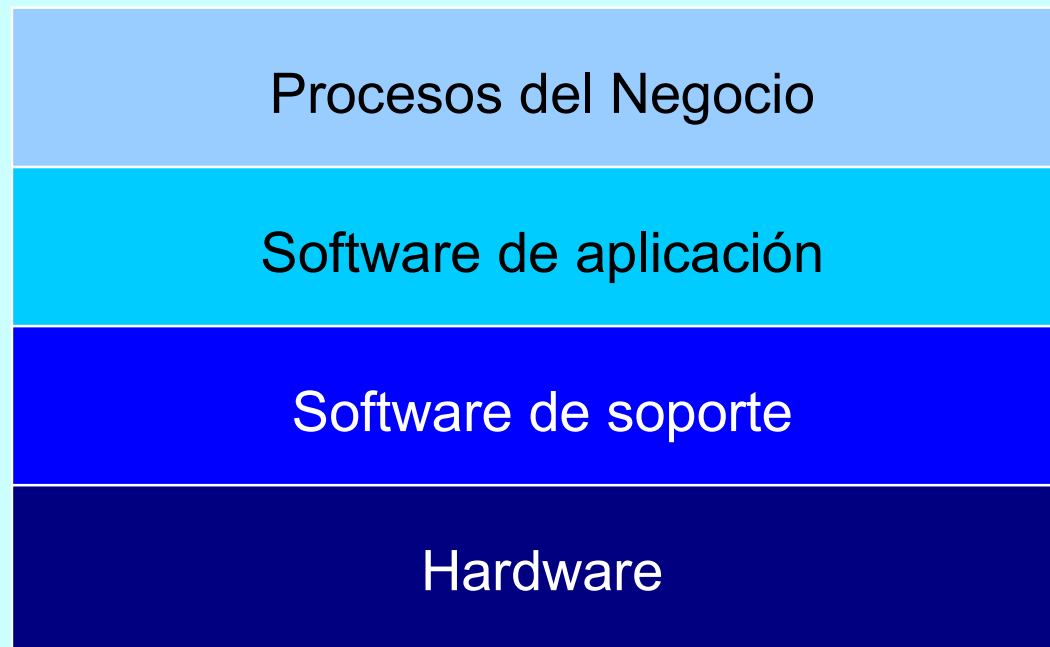 Procesos del Negocio
Software de aplicación
Software de soporte
Hardware